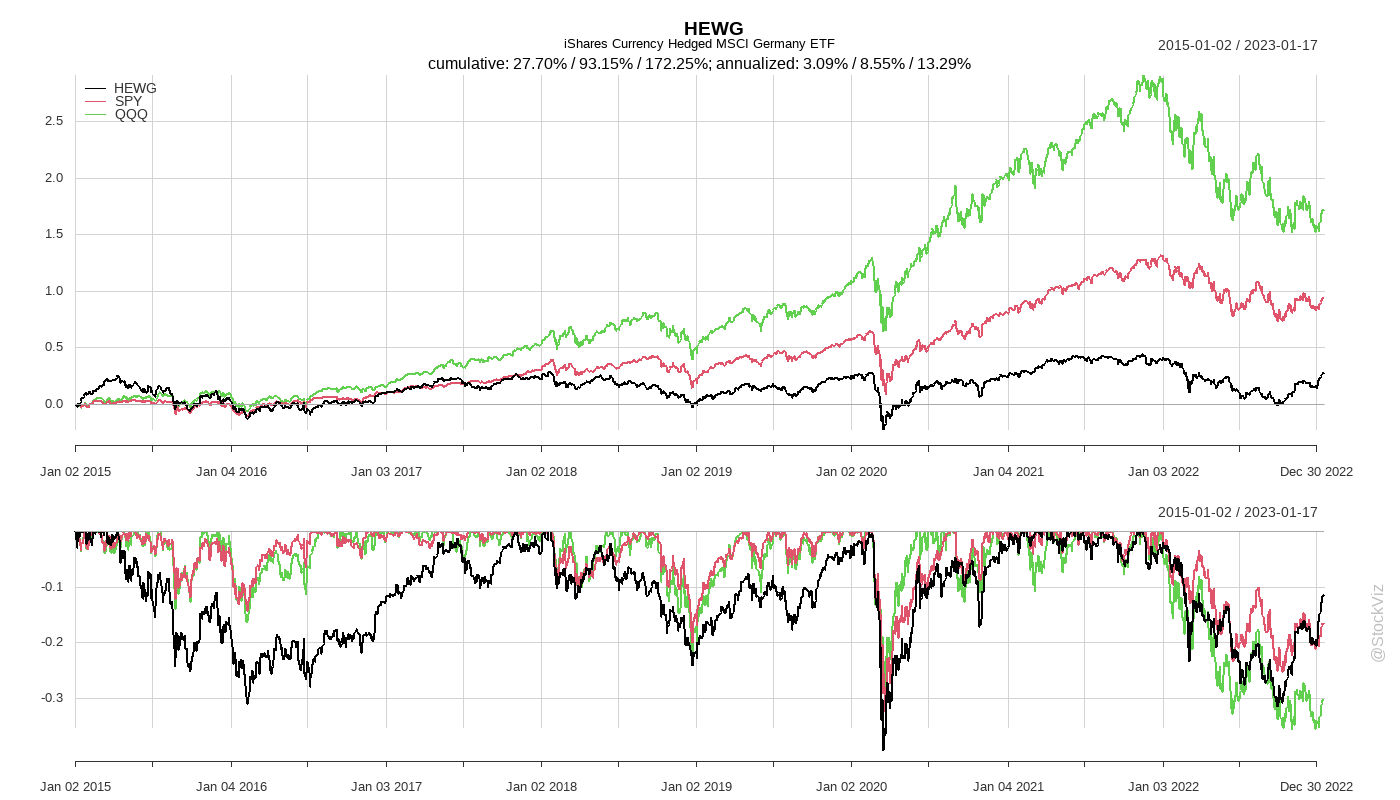 HEWG
iShares Currency Hedged MSCI Germany ETF
2015-01-02 / 2023-01-17
cumulative: 27.70% / 93.15% / 172.25%; annualized: 3.09% / 8.55% / 13.29%
HEWG
SPY
QQQ
2.5
2.0
1.5
1.0
0.5
0.0
Jan 02 2015 Jan 04 2016 Jan 03 2017 Jan 02 2018 Jan 02 2019 Jan 02 2020 Jan 04 2021 Jan 03 2022 Dec 30 2022
2015-01-02 / 2023-01-17
-0.1
-0.2
-0.3
Jan 02 2015 Jan 04 2016 Jan 03 2017 Jan 02 2018 Jan 02 2019 Jan 02 2020 Jan 04 2021 Jan 03 2022 Dec 30 2022
@StockViz